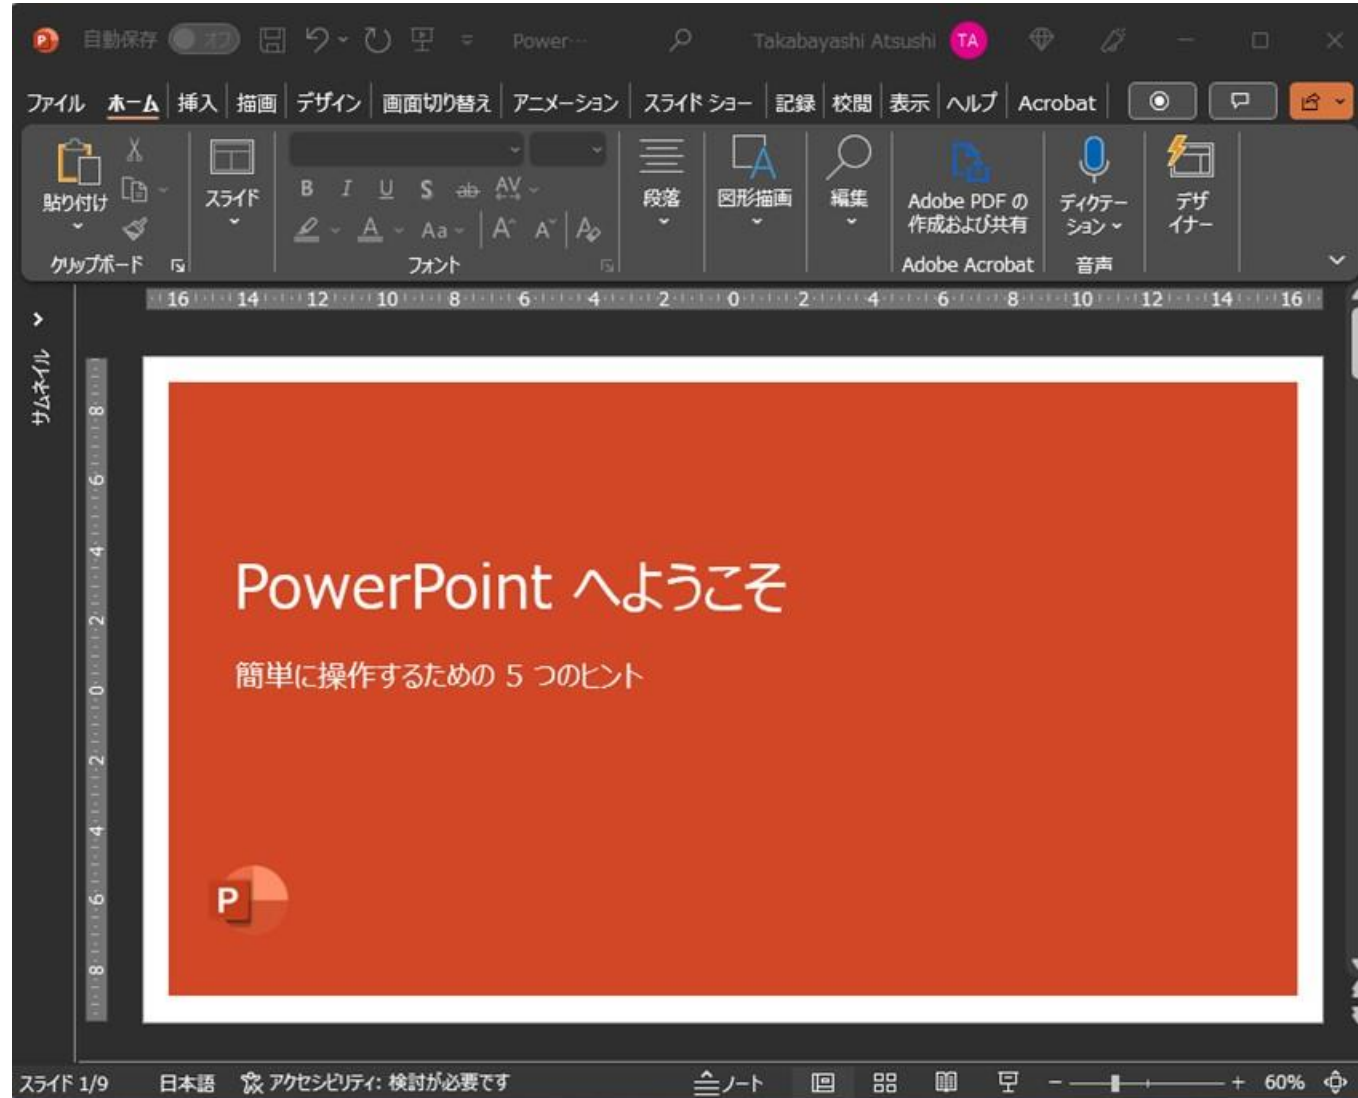 自動保存 オフ Power… Takabayashi Atsushi TA
ファイル ホーム 挿入 描画 デザイン 画面切り替え アニメーション スライド ショー 記録 校閲 表示 ヘルプ Acrobat
貼り付け スライド B I U S ab AV Aa A A A 段落 図形描画 編集 Adobe PDF の 作成および共有 ディクテー ション デザ イナー
クリップボード フォント Adobe Acrobat 音声
16 14 12 10 8 6 4 2 0 2 4 6 8 10 12 14 16
サムネイル
8 6 4 2 0 2 4 6 8
PowerPoint へようこそ
簡単に操作するための 5 つのヒント
P
スライド 1/9 日本語 アクセシビリティ: 検討が必要です ノート 60%